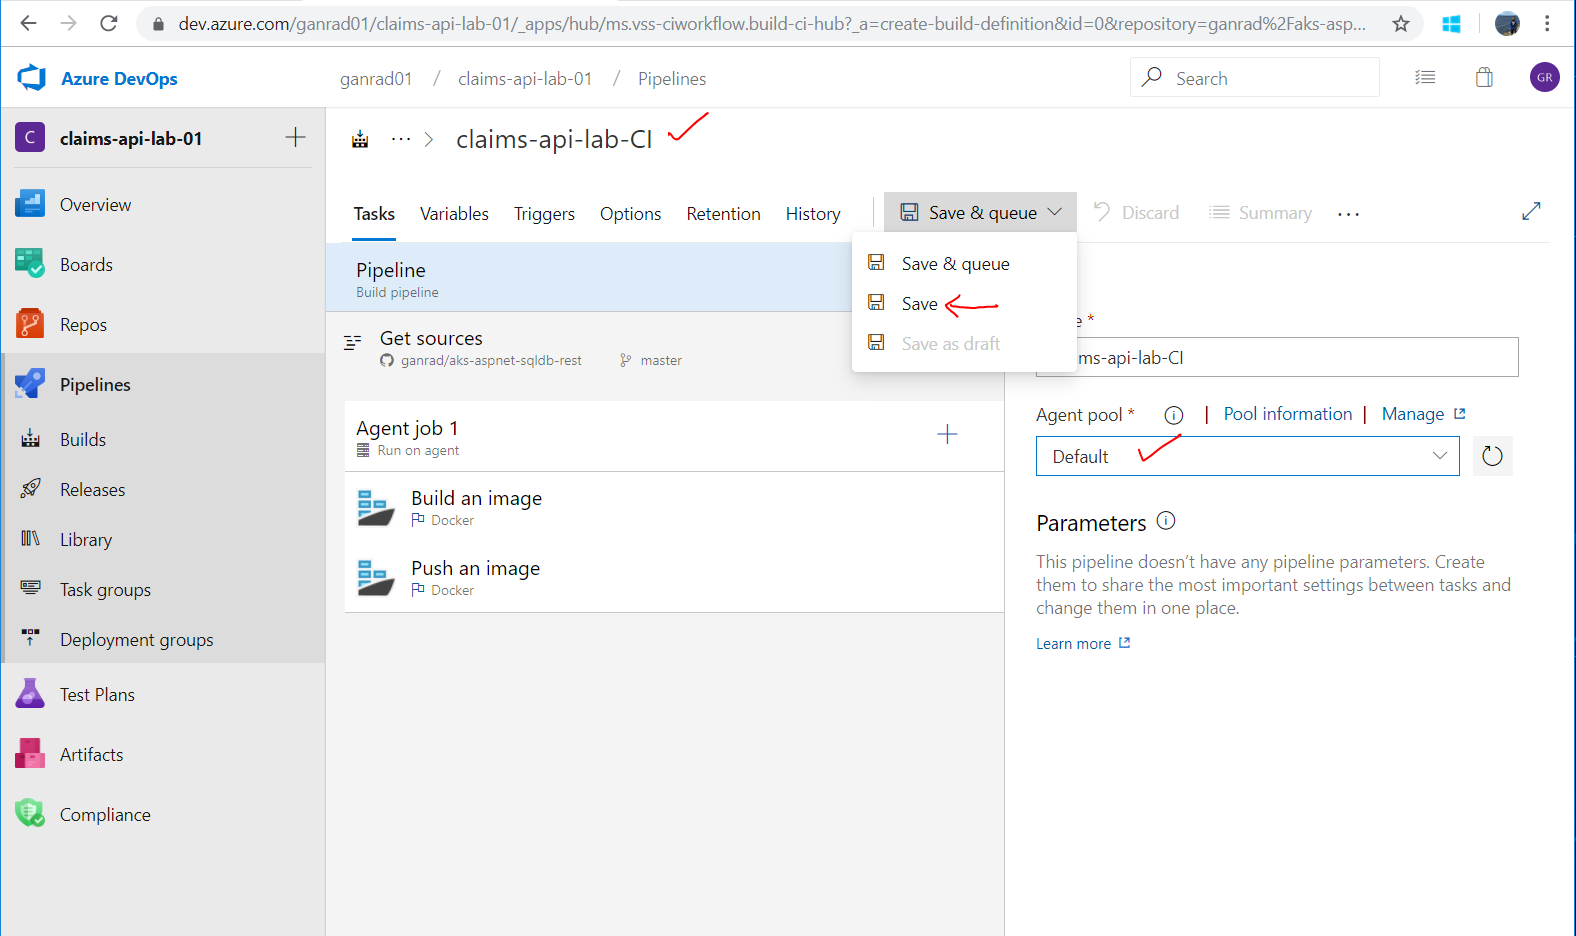 dev.azure.com/ganrad01/claims-api-lab-01/_apps/hub/ms.vss-ciworkflow.build-ci-hub?_a=create-build-definition&id=0&repository=ganrad%2Faks-asp...
Azure DevOps
ganrad01 / claims-api-lab-01 / Pipelines
Search
GR
C claims-api-lab-01
Overview
Boards
Repos
Pipelines
Builds
Releases
Library
Task groups
Deployment groups
Test Plans
Artifacts
Compliance
... > claims-api-lab-CI
Tasks Variables Triggers Options Retention History
Save & queue Discard Summary ...
Save & queue
Save
Save as draft
Pipeline
Build pipeline
Get sources
ganrad/aks-aspnet-sqldb-rest master
Agent job 1
Run on agent
Build an image
Docker
Push an image
Docker
e *
ms-api-lab-CI
Agent pool * | Pool information | Manage
Default
Parameters
This pipeline doesn't have any pipeline parameters. Create
them to share the most important settings between tasks and
change them in one place.
Learn more